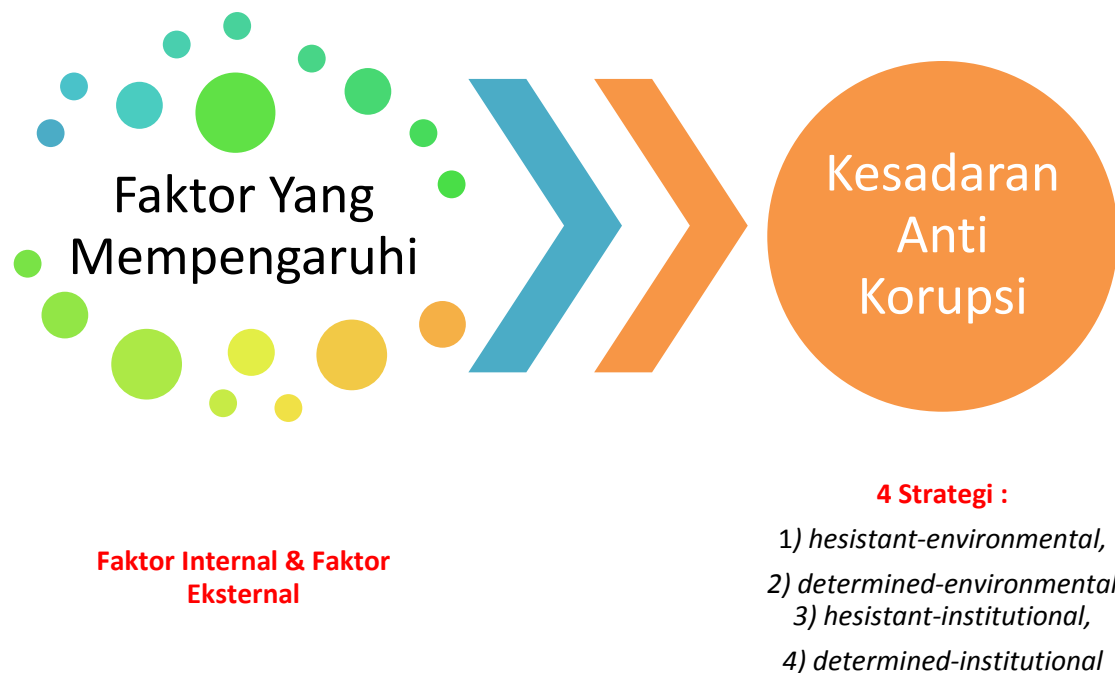 Faktor Yang
Mempengaruhi
Kesadaran
Anti
Korupsi
Faktor Internal & Faktor
Eksternal
4 Strategi :
1) hesistant-environmental,
2) determined-environmental
3) hesistant-institutional,
4) determined-institutional